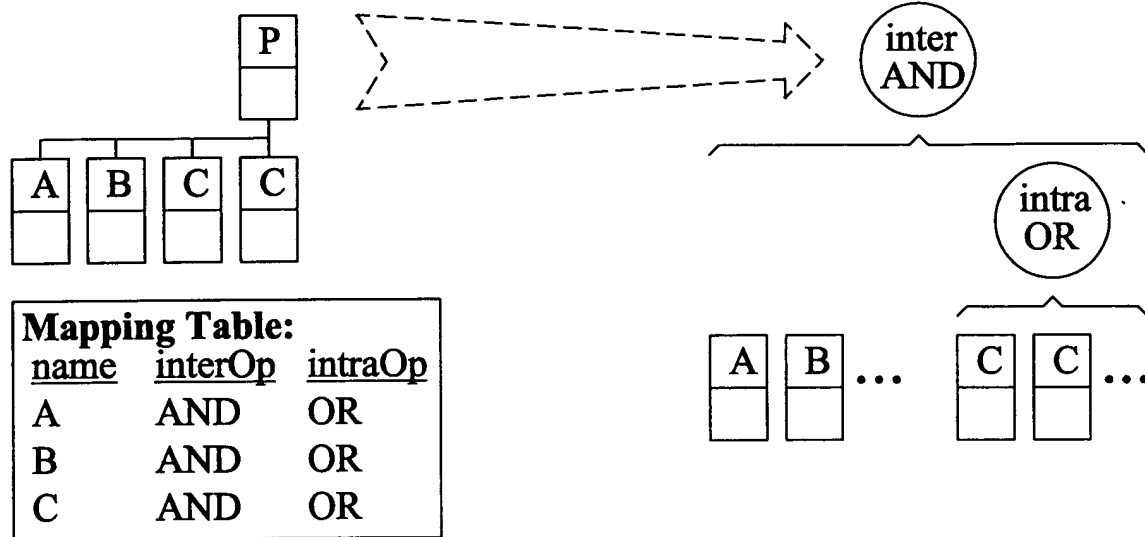 P
inter
AND
A B C C
intra
OR
Mapping Table:
name interOp intraOp
A AND OR
B AND OR
C AND OR
A B ... C C ...